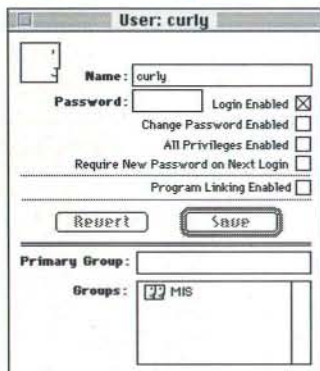 User: curly
Name: curly
Password:
Login Enabled
Change Password Enabled
All Privileges Enabled
Require New Password on Next Login
Program Linking Enabled
Revert Save
Primary Group:
Groups: MIS